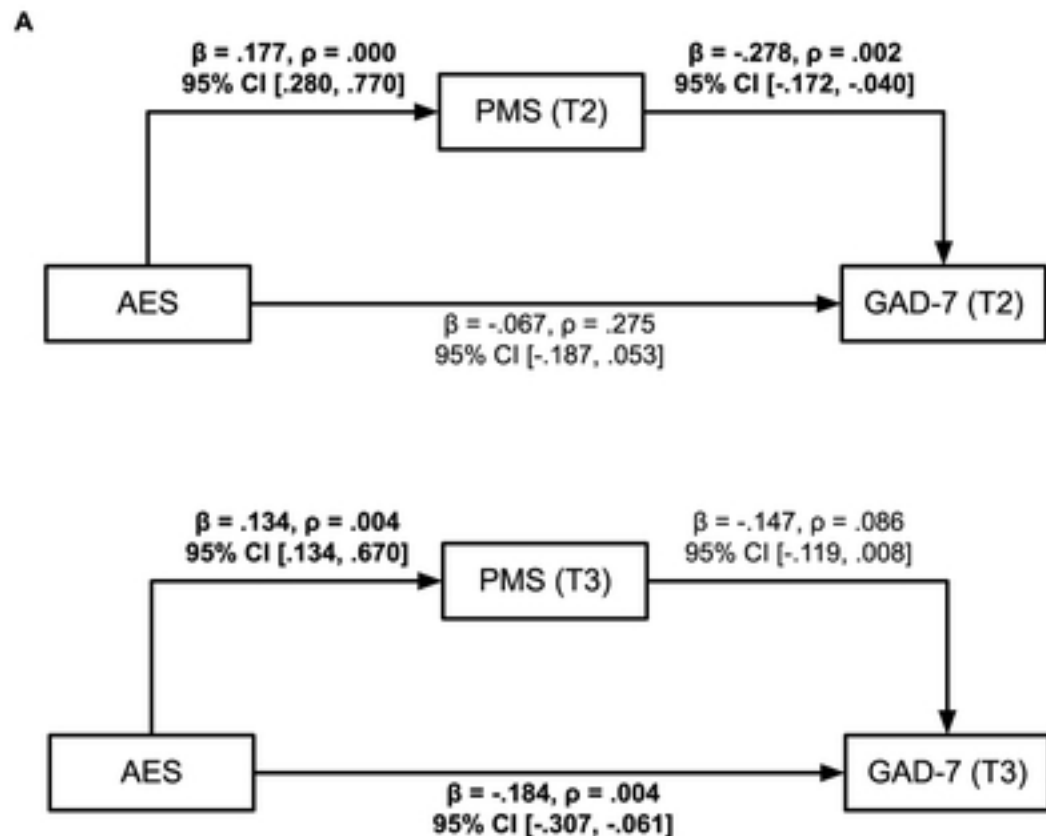 A
β = .177, ρ = .000
95% CI [.280, .770]
β = -.278, ρ = .002
95% CI [-.172, -.040]
PMS (T2)
AES
GAD-7 (T2)
β = -.067, ρ = .275
95% CI [-.187, .053]
β = .134, ρ = .004
95% CI [.134, .670]
β = -.147, ρ = .086
95% CI [-.119, .008]
PMS (T3)
AES
GAD-7 (T3)
β = -.184, ρ = .004
95% CI [-.307, -.061]